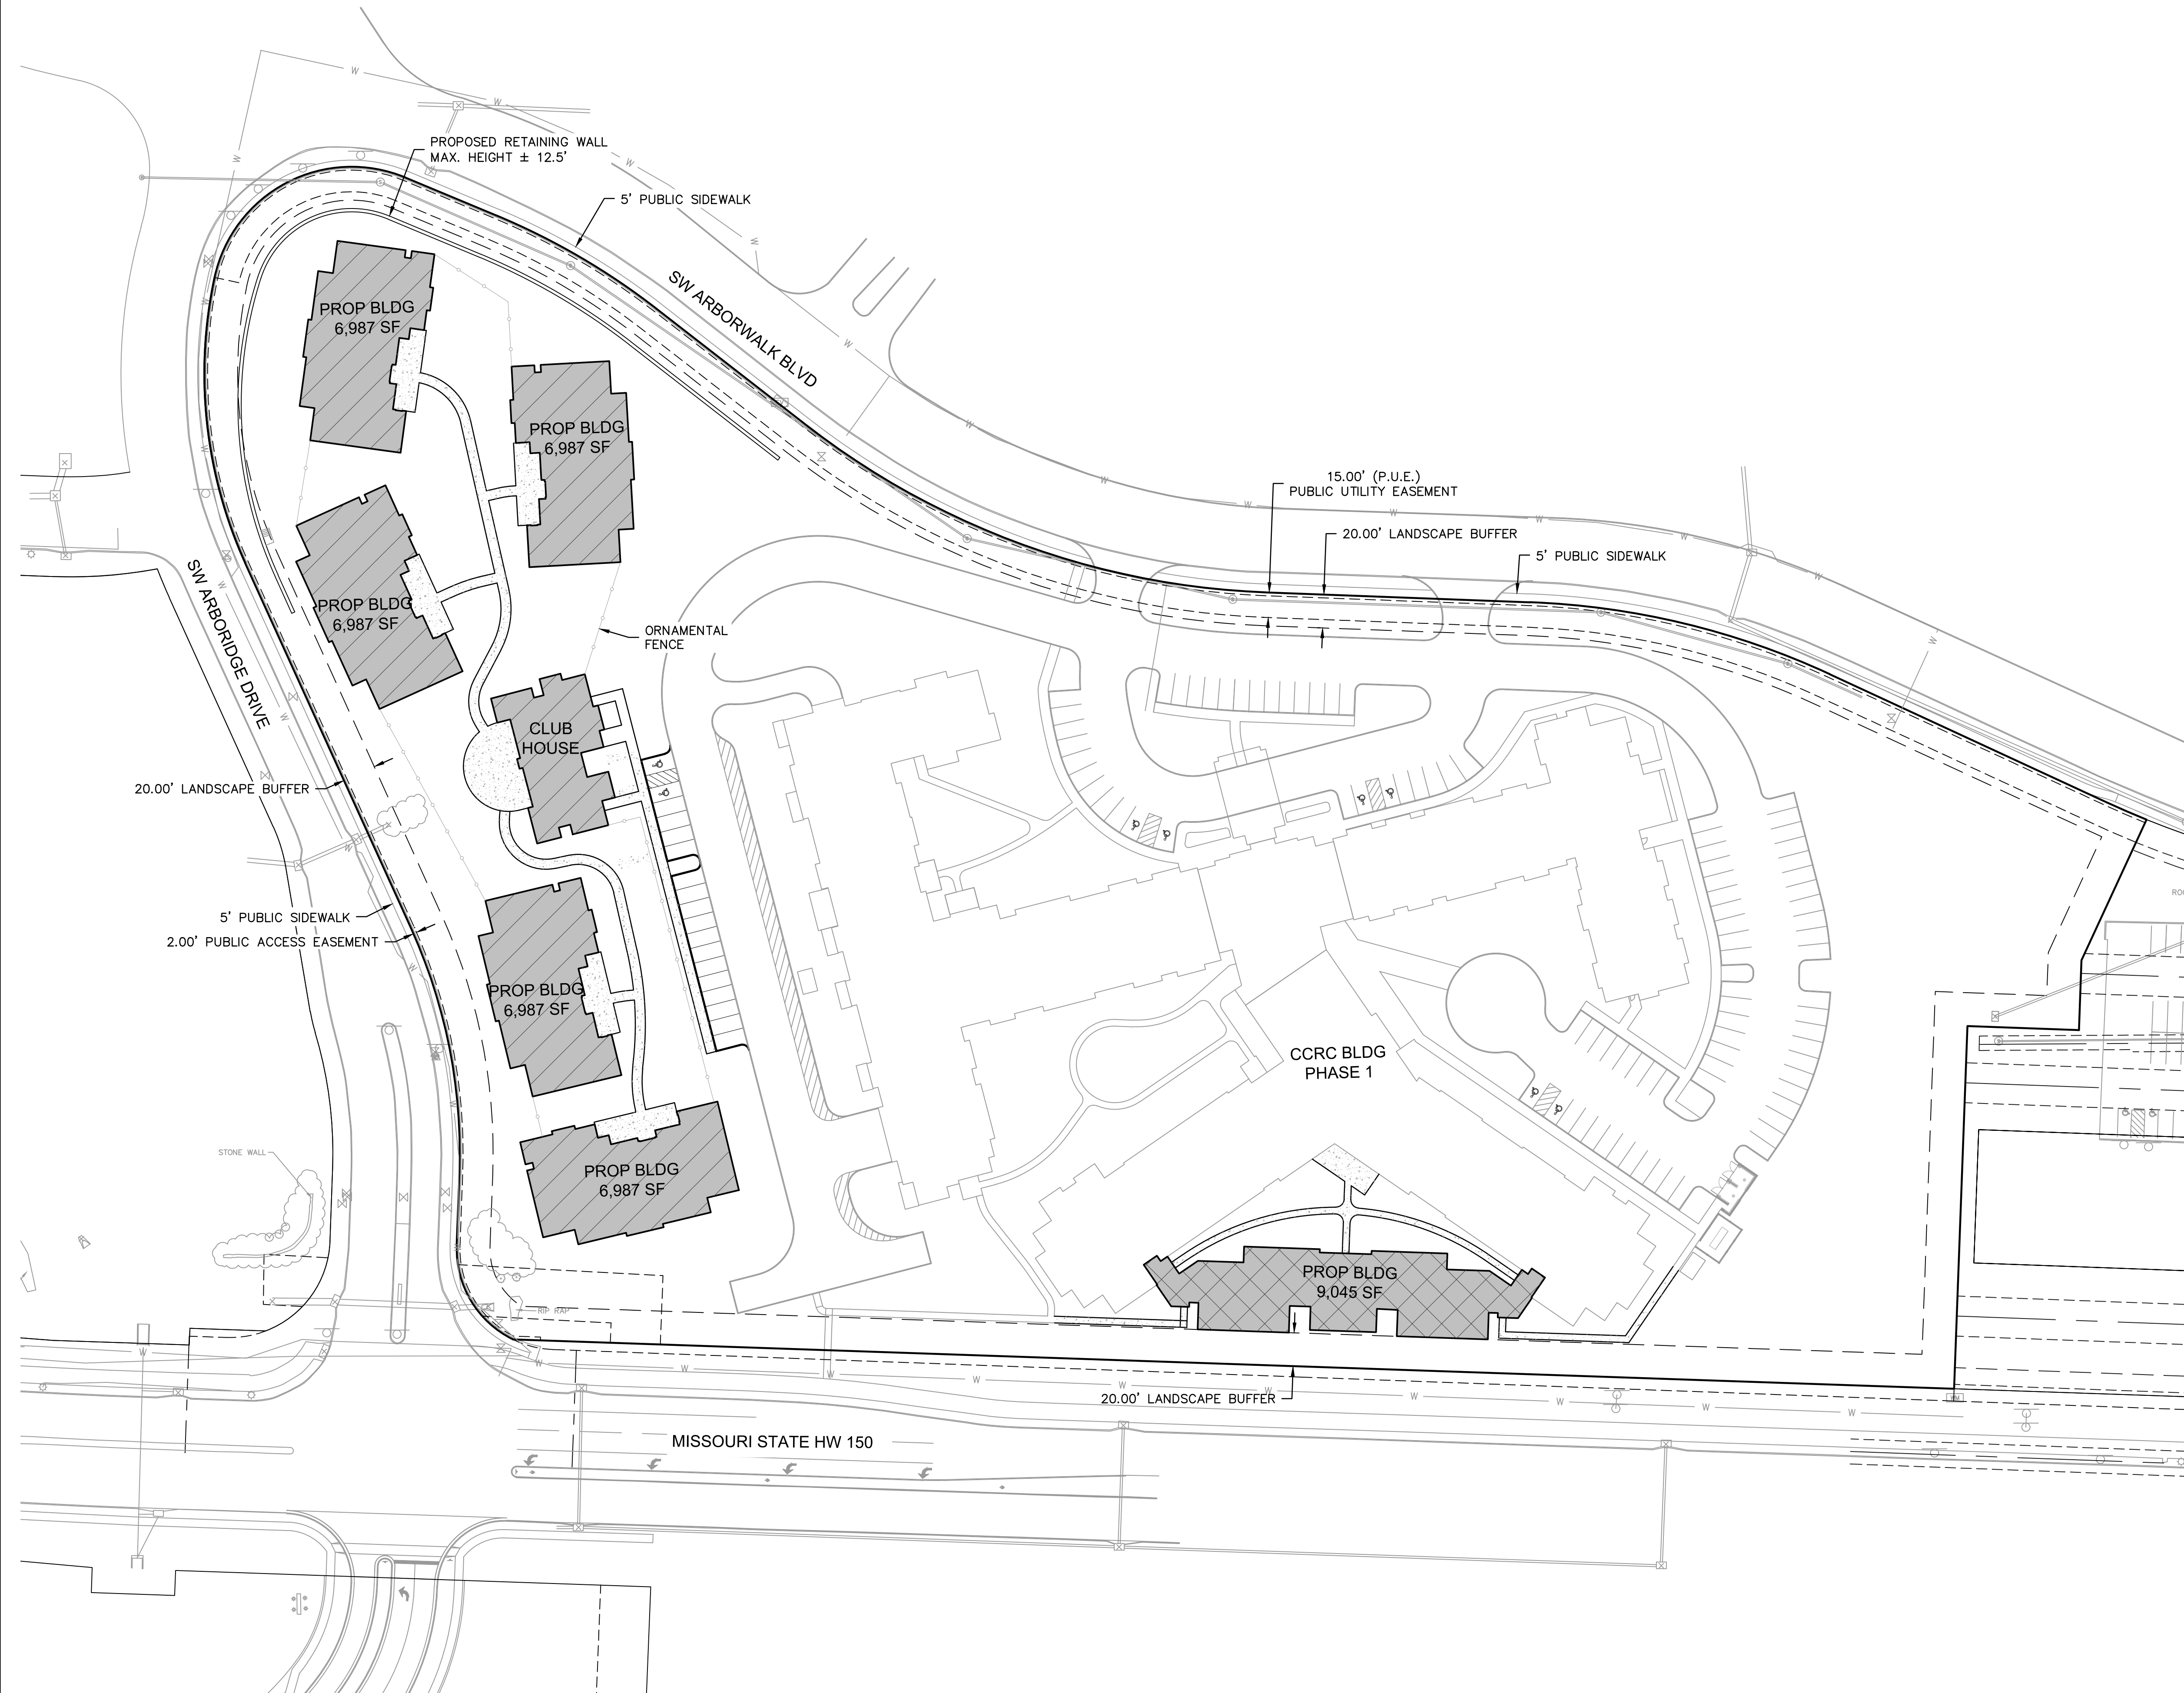 PROPOSED RETAINING WALL
MAX. HEIGHT ± 12.5'
5' PUBLIC SIDEWALK
SW ARBORWALK BLVD
PROP BLDG
6,987 SF
PROP BLDG
6,987 SF
15.00' (P.U.E.)
PUBLIC UTILITY EASEMENT
20.00' LANDSCAPE BUFFER
5' PUBLIC SIDEWALK
SW ARBORIDGE DRIVE
PROP BLDG
6,987 SF
ORNAMENTAL
FENCE
CLUB
HOUSE
20.00' LANDSCAPE BUFFER
5' PUBLIC SIDEWALK
2.00' PUBLIC ACCESS EASEMENT
PROP BLDG
6,987 SF
CCRC BLDG
PHASE 1
STONE WALL
PROP BLDG
6,987 SF
PROP BLDG
9,045 SF
RIP RAP
20.00' LANDSCAPE BUFFER
MISSOURI STATE HW 150